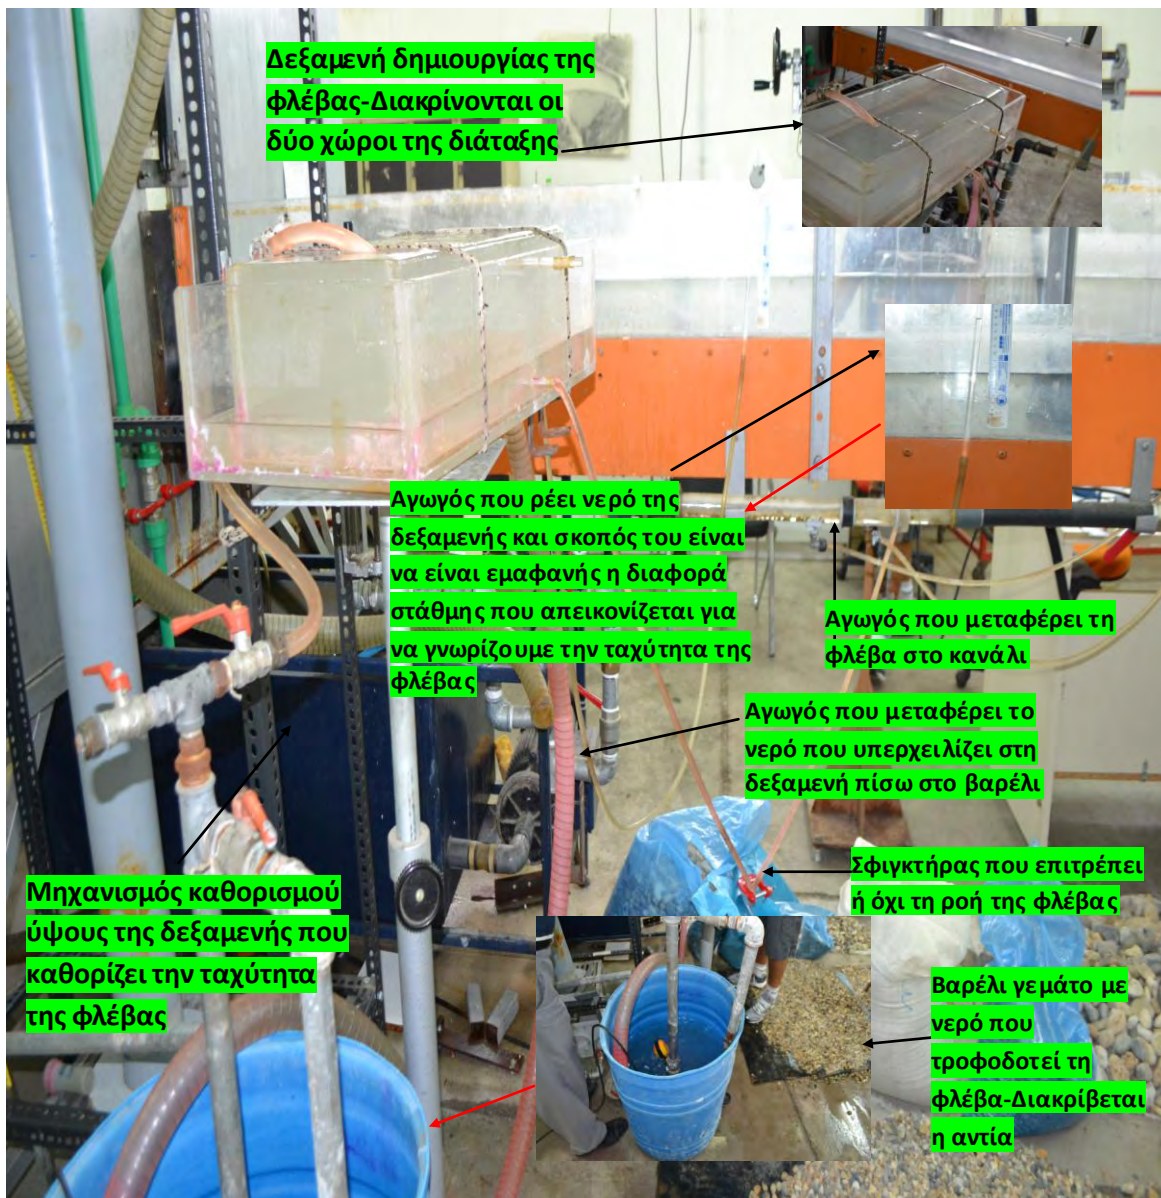 Δεξαμενή δημιουργίας της
φλέβας-Διακρίνονται οι
δύο χώροι της διάταξης
Αγωγός που ρέει νερό της
δεξαμενής και σκοπός του είναι
να είναι εμαφανής η διαφορά
στάθμης που απεικονίζεται για
να γνωρίζουμε την ταχύτητα της
φλέβας
Αγωγός που μεταφέρει τη
φλέβα στο κανάλι
Αγωγός που μεταφέρει το
νερό που υπερχειλίζει στη
δεξαμενή πίσω στο βαρέλι
Σφιγκτήρας που επιτρέπει
ή όχι τη ροή της φλέβας
Μηχανισμός καθορισμού
ύψους της δεξαμενής που
καθορίζει την ταχύτητα
της φλέβας
Βαρέλι γεμάτο με
νερό που
τροφοδοτεί τη
φλέβα-Διακρίβεται
η αντία